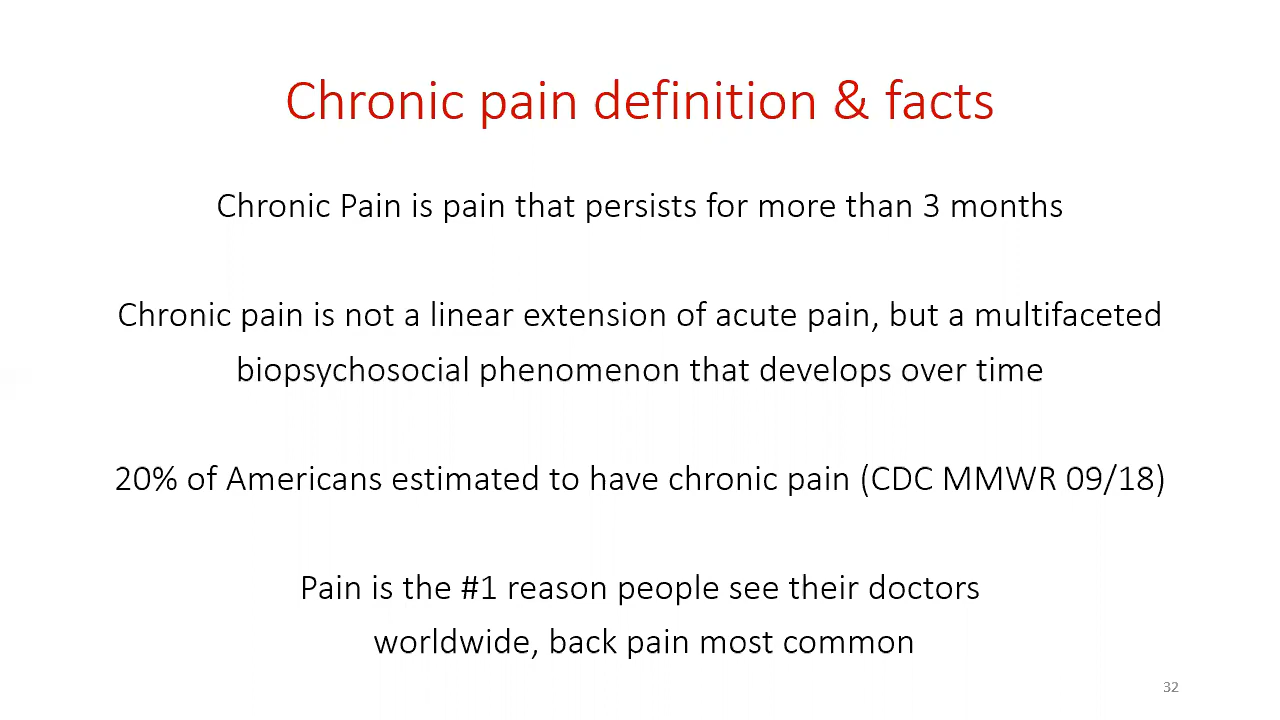 Chronic pain definition & facts
Chronic Pain is pain that persists for more than 3 months
Chronic pain is not a linear extension of acute pain, but a multifaceted
biopsychosocial phenomenon that develops over time
20% of Americans estimated to have chronic pain (CDC MMWR 09/18)
Pain is the #1 reason people see their doctors
worldwide, back pain most common
32